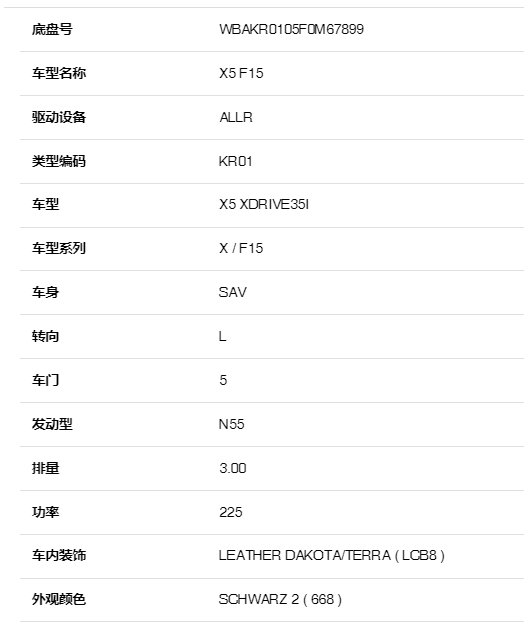 底盘号 WBAKR0105F0M67899
车型名称 X5 F15
驱动设备 ALLR
类型编码 KR01
车型 X5 XDRIVE35I
车型系列 X / F15
车身 SAV
转向 L
车门 5
发动型 N55
排量 3.00
功率 225
车内装饰 LEATHER DAKOTA/TERRA ( LCB8 )
外观颜色 SCHWARZ 2 ( 668 )